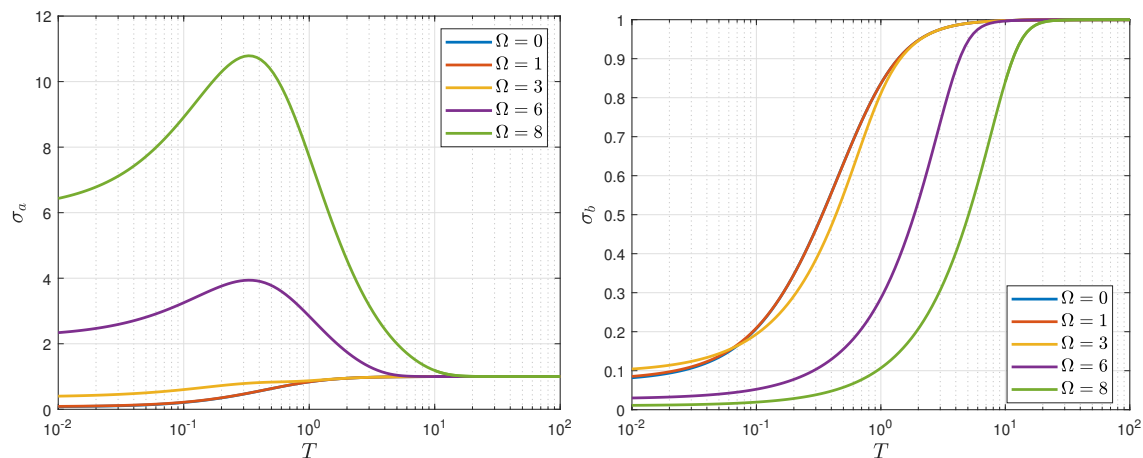 12
10
8
6
4
2
0
σ_a
10^-2
10^-1
10^0
10^1
10^2
T
Ω = 0
Ω = 1
Ω = 3
Ω = 6
Ω = 8
1
0.9
0.8
0.7
0.6
0.5
0.4
0.3
0.2
0.1
0
σ_b
10^-2
10^-1
10^0
10^1
10^2
T
Ω = 0
Ω = 1
Ω = 3
Ω = 6
Ω = 8